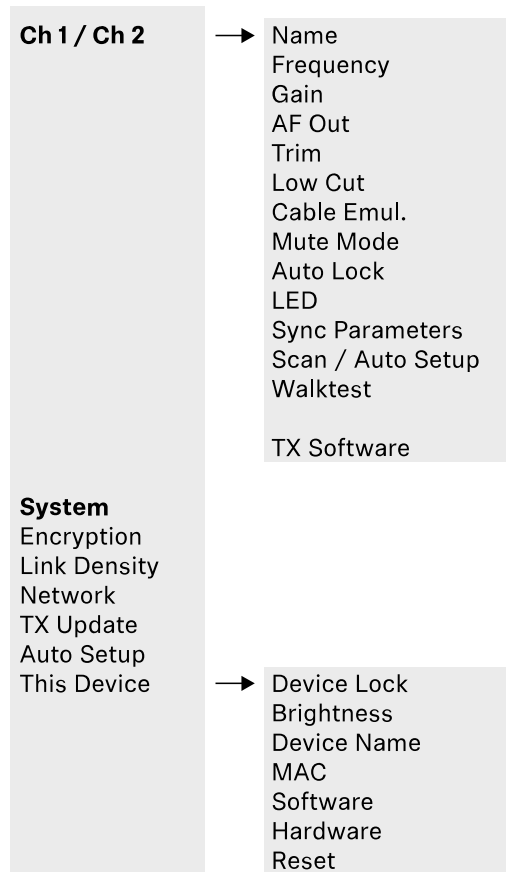 Ch 1 / Ch 2
Name
Frequency
Gain
AF Out
Trim
Low Cut
Cable Emul.
Mute Mode
Auto Lock
LED
Sync Parameters
Scan / Auto Setup
Walktest
TX Software
System
Encryption
Link Density
Network
TX Update
Auto Setup
This Device
Device Lock
Brightness
Device Name
MAC
Software
Hardware
Reset